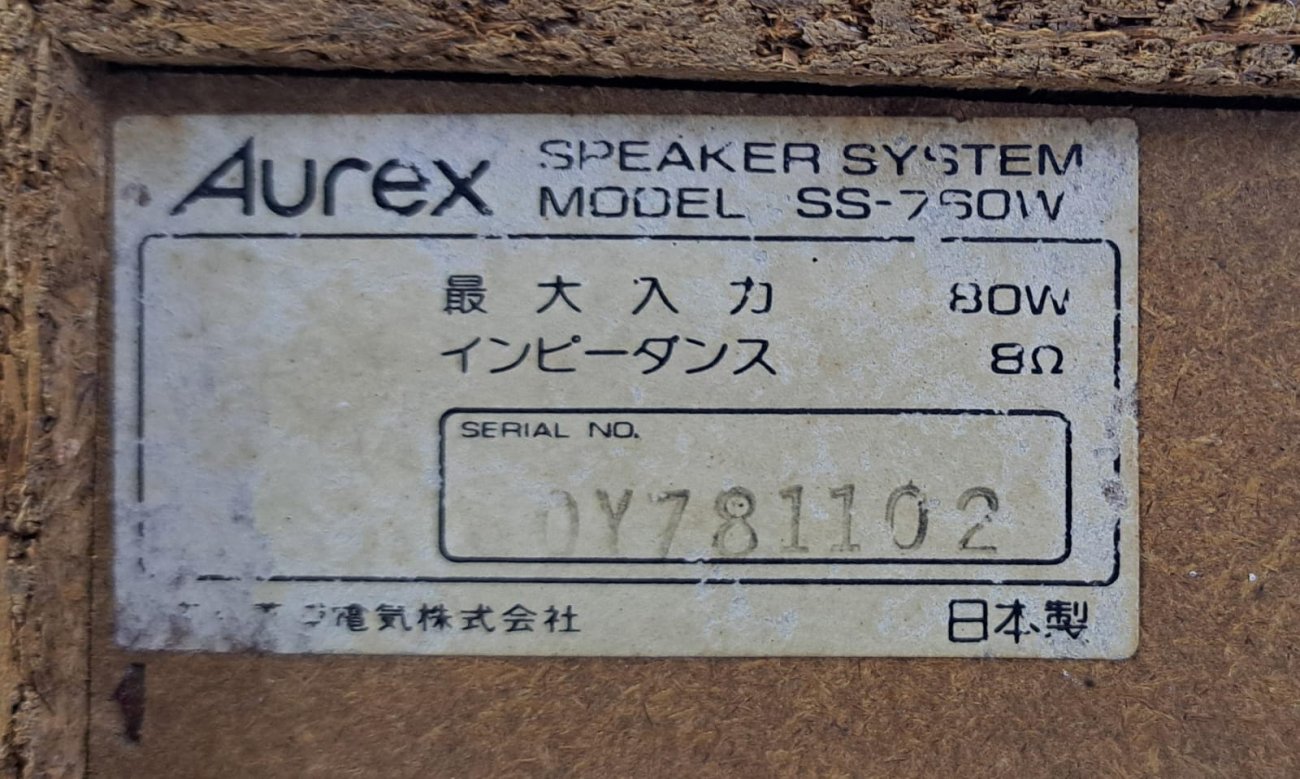 Aurex
SPEAKER SYSTEM
MODEL SS-760W
最大入力 80W
インピーダンス 8Ω
SERIAL NO.
0Y781102
電気株式会社
日本製